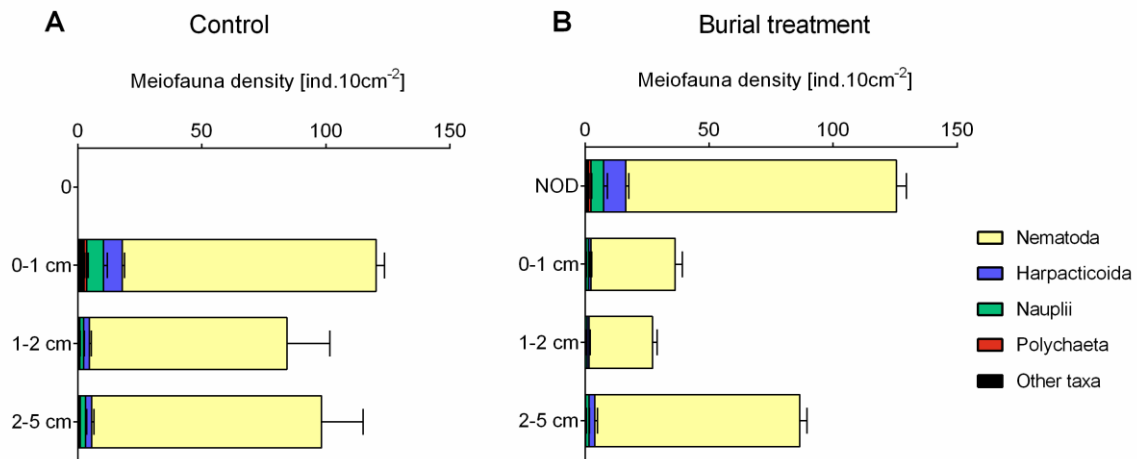 A
Control
Meiofauna density [ind.10cm⁻²]
0 50 100 150
0
0-1 cm
1-2 cm
2-5 cm
B
Burial treatment
Meiofauna density [ind.10cm⁻²]
0 50 100 150
NOD
0-1 cm
1-2 cm
2-5 cm
Nematoda
Harpacticoida
Nauplii
Polychaeta
Other taxa